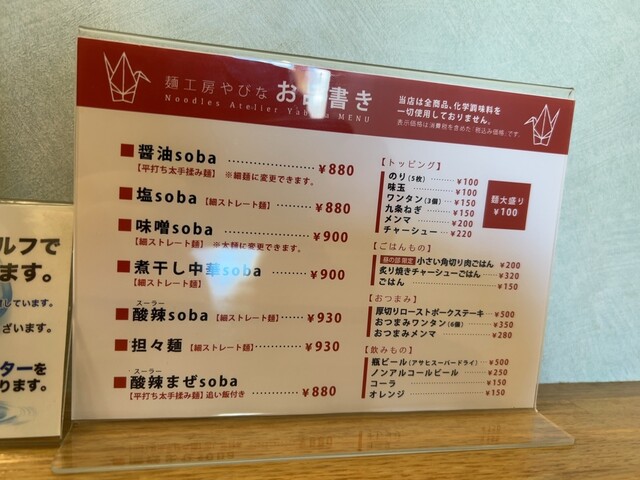 麺工房やびな お品書き
Noodles Atelier Yabina MENU
当店は全商品、化学調味料を
一切使用しておりません。
表示価格は消費税を含めた「税込み価格」です。
■醤油soba ………… ¥880
【平打ち太手揉み麺】 ※細麺に変更できます。
■塩soba【細ストレート麺】 …… ¥880
■味噌soba ………… ¥900
【細ストレート麺】 ※太麺に変更できます。
■煮干し中華soba …… ¥900
【細ストレート麺】
スーラー
■酸辣soba【細ストレート麺】…… ¥930
■担々麺【細ストレート麺】…… ¥930
スーラー
■酸辣まぜsoba ………… ¥880
【平打ち太手揉み麺】追い飯付き
【トッピング】
のり(5枚) ¥100
味玉 ¥100
ワンタン(3個) ¥150
九条ねぎ ¥150
メンマ ¥200
チャーシュー ¥220
麺大盛り
¥100
【ごはんもの】
昼の部限定 小さい角切り肉ごはん ¥200
炙り焼きチャーシューごはん ¥320
ごはん ¥150
【おつまみ】
厚切りローストポークステーキ ¥500
おつまみワンタン(6個) ¥350
おつまみメンマ ¥280
【飲みもの】
瓶ビール(アサヒスーパードライ) ¥500
ノンアルコールビール ¥250
コーラ ¥150
オレンジ ¥150
ルフで
ます。
しています。
ざいます。
ターを
ります。